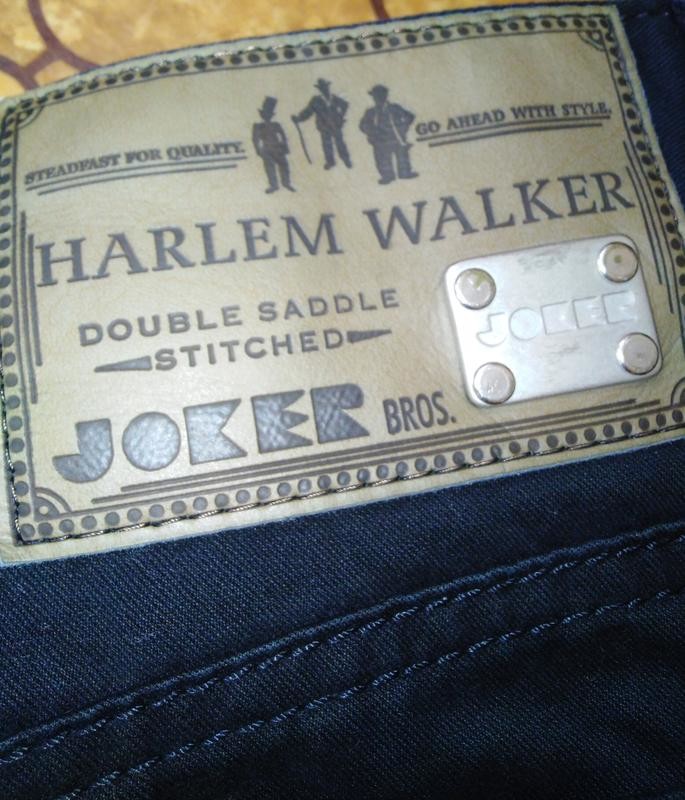 STEADFAST FOR QUALITY.
GO AHEAD WITH STYLE.
HARLEM WALKER
DOUBLE SADDLE
STITCHED
JOKER BROS.
JOKER